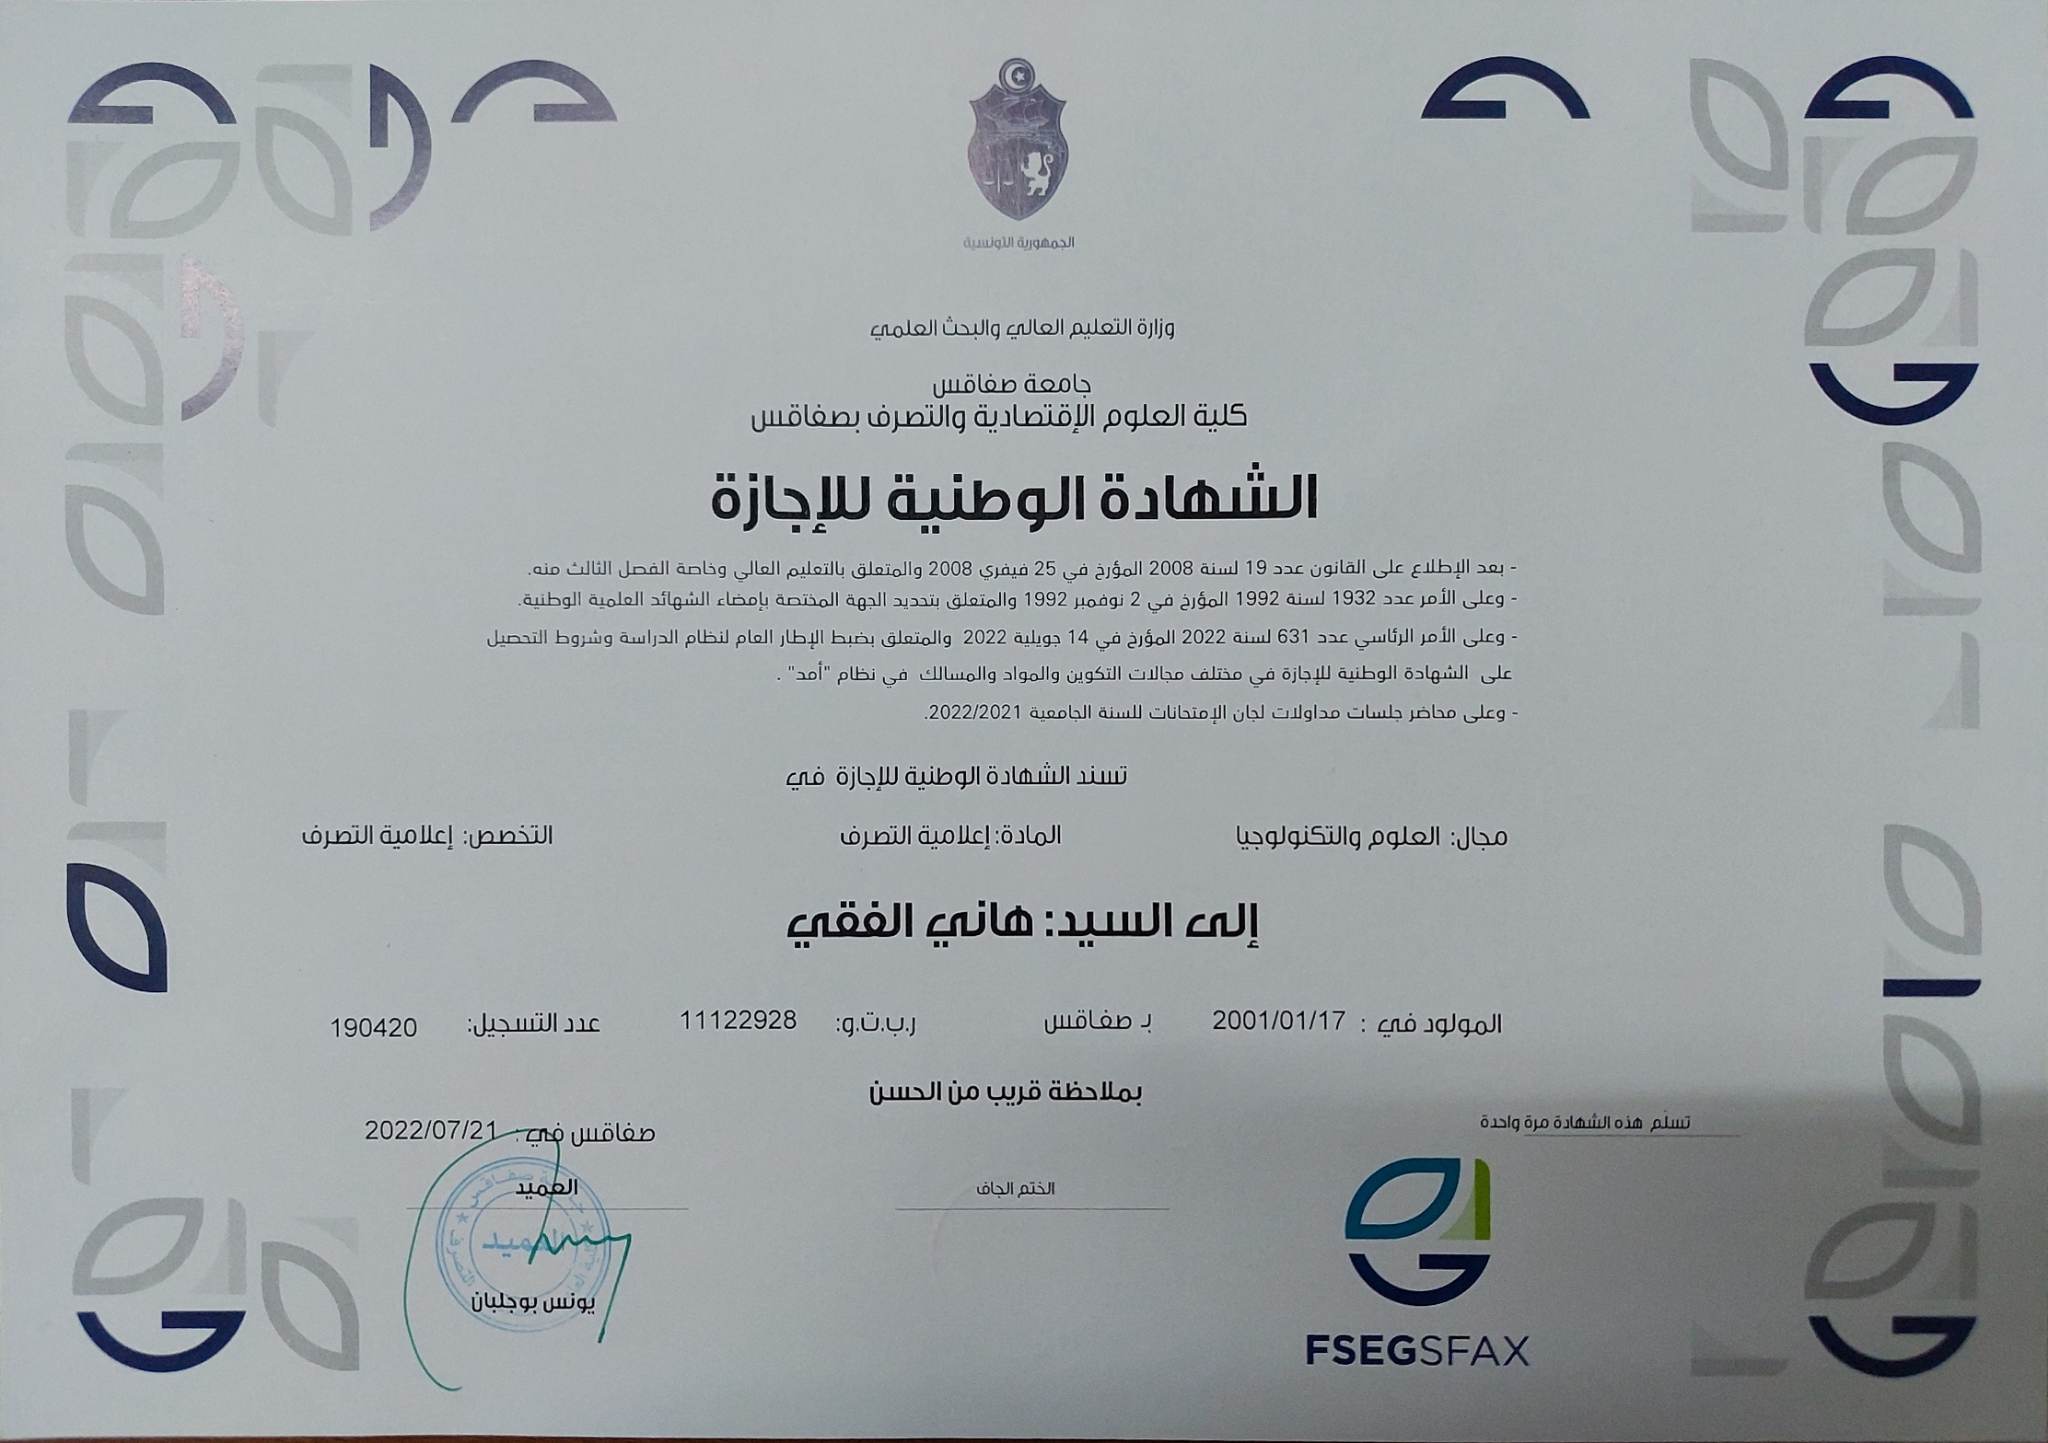 الجمهورية التونسية
وزارة التعليم العالي والبحث العلمي
جامعة صفاقس
كلية العلوم الإقتصادية والتصرف بصفاقس
الشهادة الوطنية للإجازة
- بعد الإطلاع على القانون عدد 19 لسنة 2008 المؤرخ في 25 فيفري 2008 والمتعلق بالتعليم العالي وخاصة الفصل الثالث منه.
- وعلى الأمر عدد 1932 لسنة 1992 المؤرخ في 2 نوفمبر 1992 والمتعلق بتحديد الجهة المختصة بإمضاء الشهائد العلمية الوطنية.
- وعلى الأمر الرئاسي عدد 631 لسنة 2022 المؤرخ في 14 جويلية 2022 والمتعلق بضبط الإطار العام لنظام الدراسة وشروط التحصيل
على الشهادة الوطنية للإجازة في مختلف مجالات التكوين والمواد والمسالك في نظام "أمد" .
- وعلى محاضر جلسات مداولات لجان الإمتحانات للسنة الجامعية 2022/2021.
تسند الشهادة الوطنية للإجازة في
مجال: العلوم والتكنولوجيا المادة: إعلامية التصرف التخصص: إعلامية التصرف
إلى السيد: هاني الفقي
المولود في : 2001/01/17 بـ صفاقس ر.ب.ت.و: 11122928 عدد التسجيل: 190420
بملاحظة قريب من الحسن
تسلّم هذه الشهادة مرة واحدة
صفاقس في : 2022/07/21
العميد
الختم الجاف
جامعة صفاقس
العميد
يونس بوجلبان
FSEGSFAX